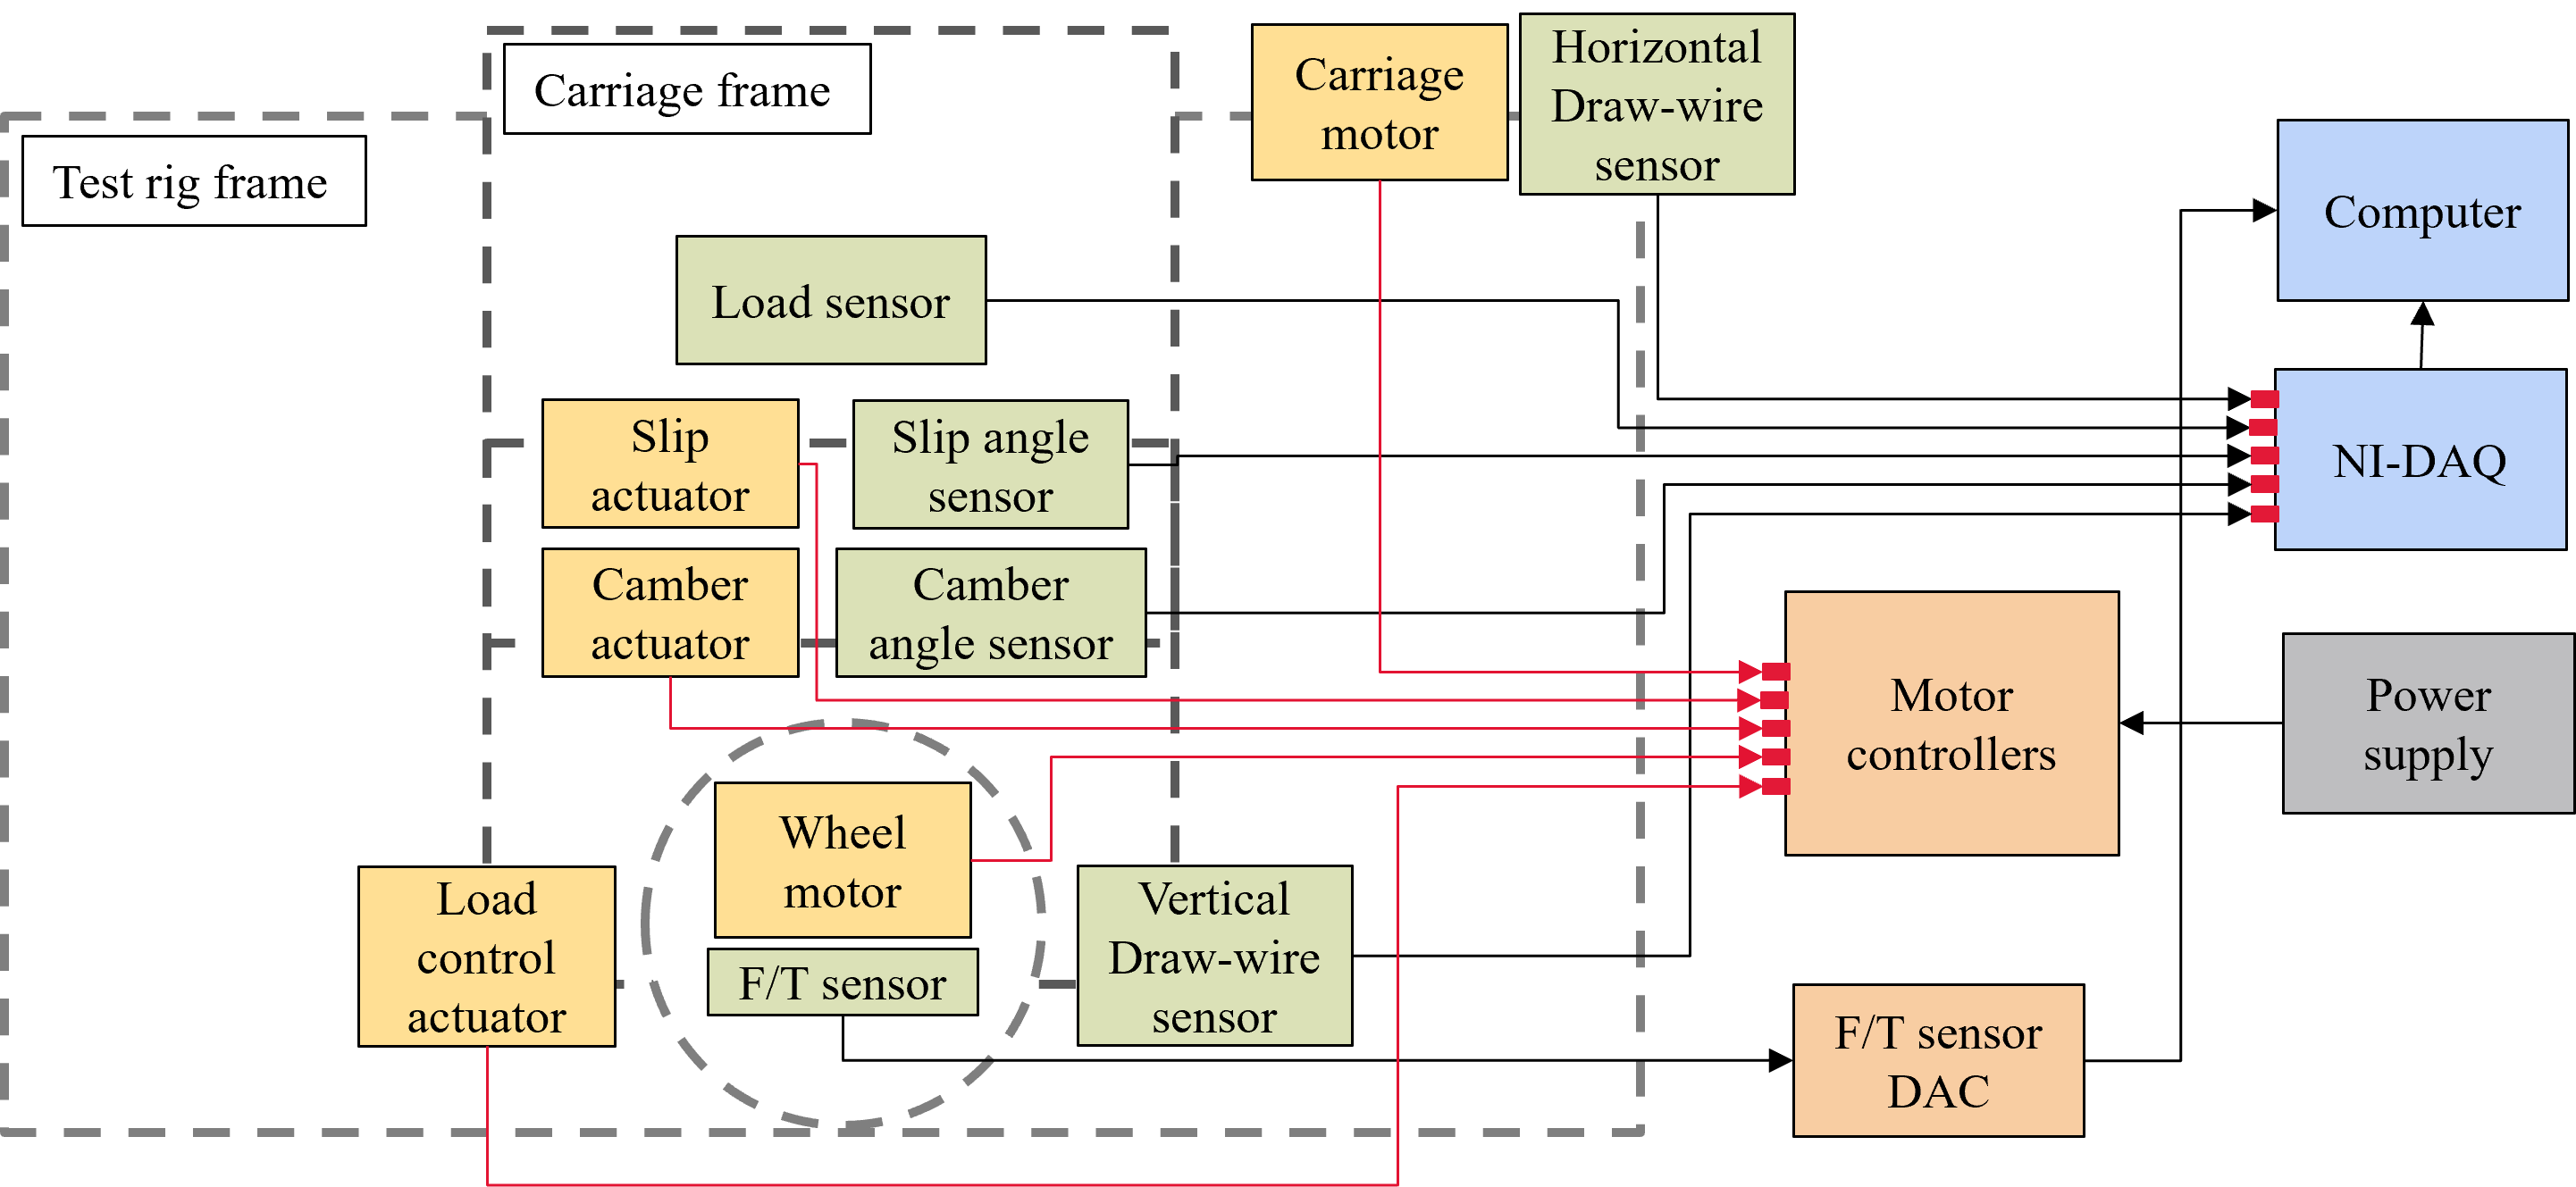 Carriage frame
Test rig frame
Carriage
motor
Horizontal
Draw-wire
sensor
Computer
Load sensor
Slip
actuator
Slip angle
sensor
NI-DAQ
Camber
actuator
Camber
angle sensor
Motor
controllers
Power
supply
Wheel
motor
Load
control
actuator
F/T sensor
Vertical
Draw-wire
sensor
F/T sensor
DAC